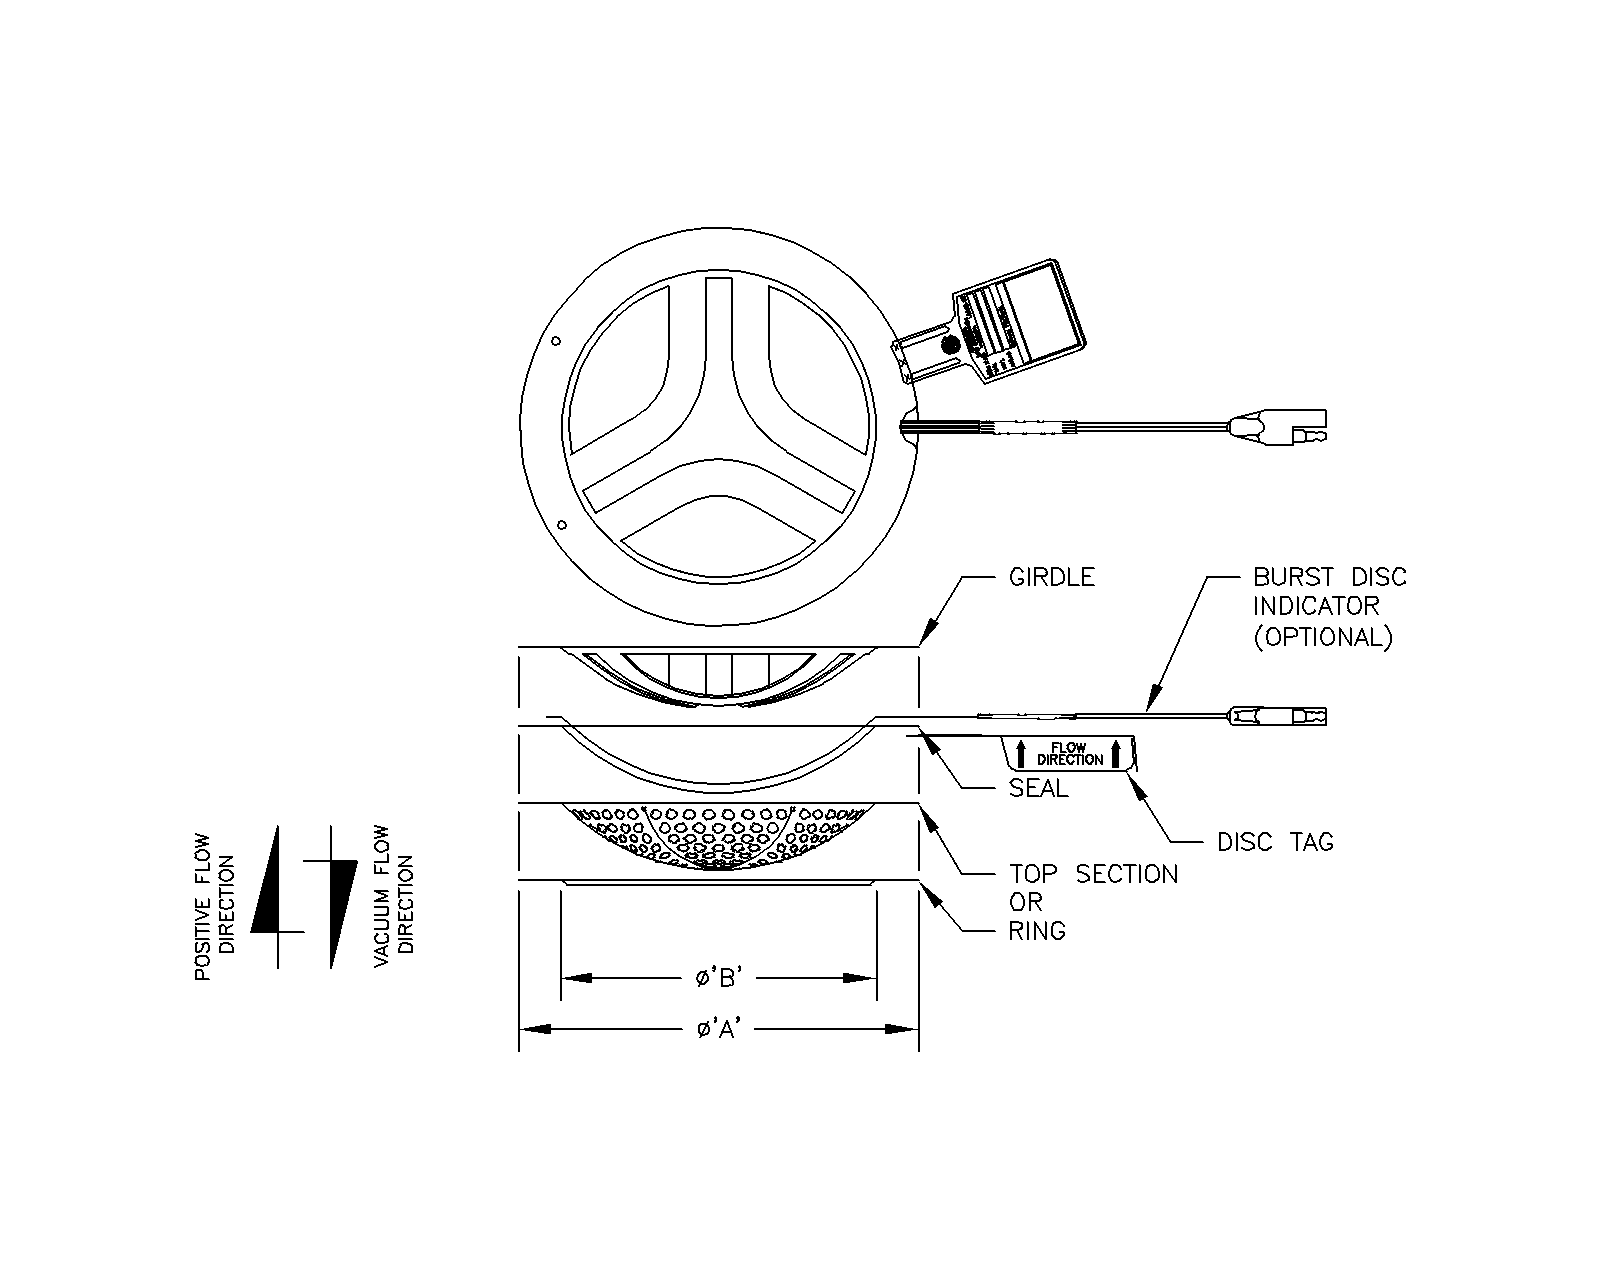 GIRDLE
BURST DISC
INDICATOR
(OPTIONAL)
FLOW
DIRECTION
SEAL
DISC TAG
TOP SECTION
OR
RING
POSITIVE FLOW
DIRECTION
VACUUM FLOW
DIRECTION
ø'B'
ø'A'